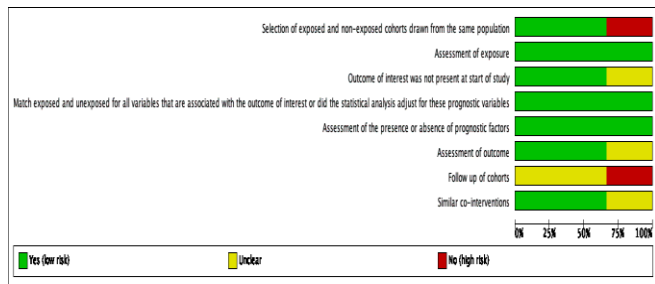 Selection of exposed and non-exposed cohorts drawn from the same population
Assessment of exposure
Outcome of interest was not present at start of study
Match exposed and unexposed for all variables that are associated with the outcome of interest or did the statistical analysis adjust for these prognostic variables
Assessment of the presence or absence of prognostic factors
Assessment of outcome
Follow up of cohorts
Similar co-interventions
0% 25% 50% 75% 100%
Yes (low risk) Unclear No (high risk)